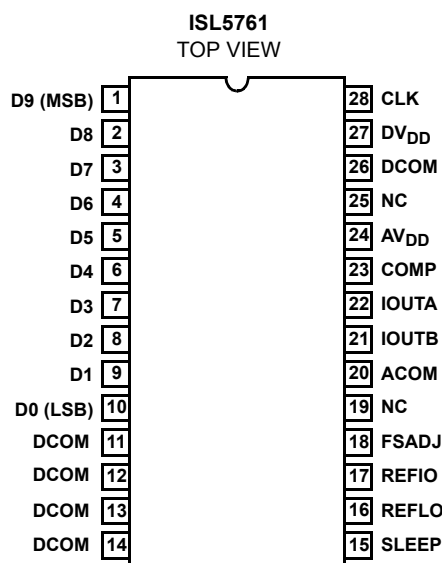 ISL5761
TOP VIEW
D9 (MSB) 1 28 CLK
D8 2 27 DVDD
D7 3 26 DCOM
D6 4 25 NC
D5 5 24 AVDD
D4 6 23 COMP
D3 7 22 IOUTA
D2 8 21 IOUTB
D1 9 20 ACOM
D0 (LSB) 10 19 NC
DCOM 11 18 FSADJ
DCOM 12 17 REFIO
DCOM 13 16 REFLO
DCOM 14 15 SLEEP